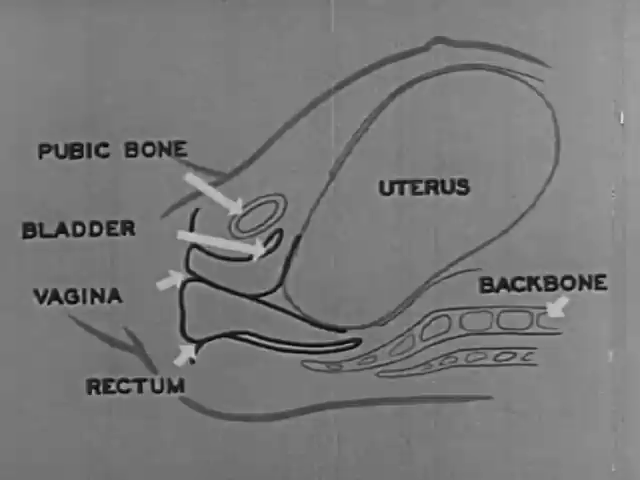 PUBIC BONE
UTERUS
BLADDER
BACKBONE
VAGINA
RECTUM